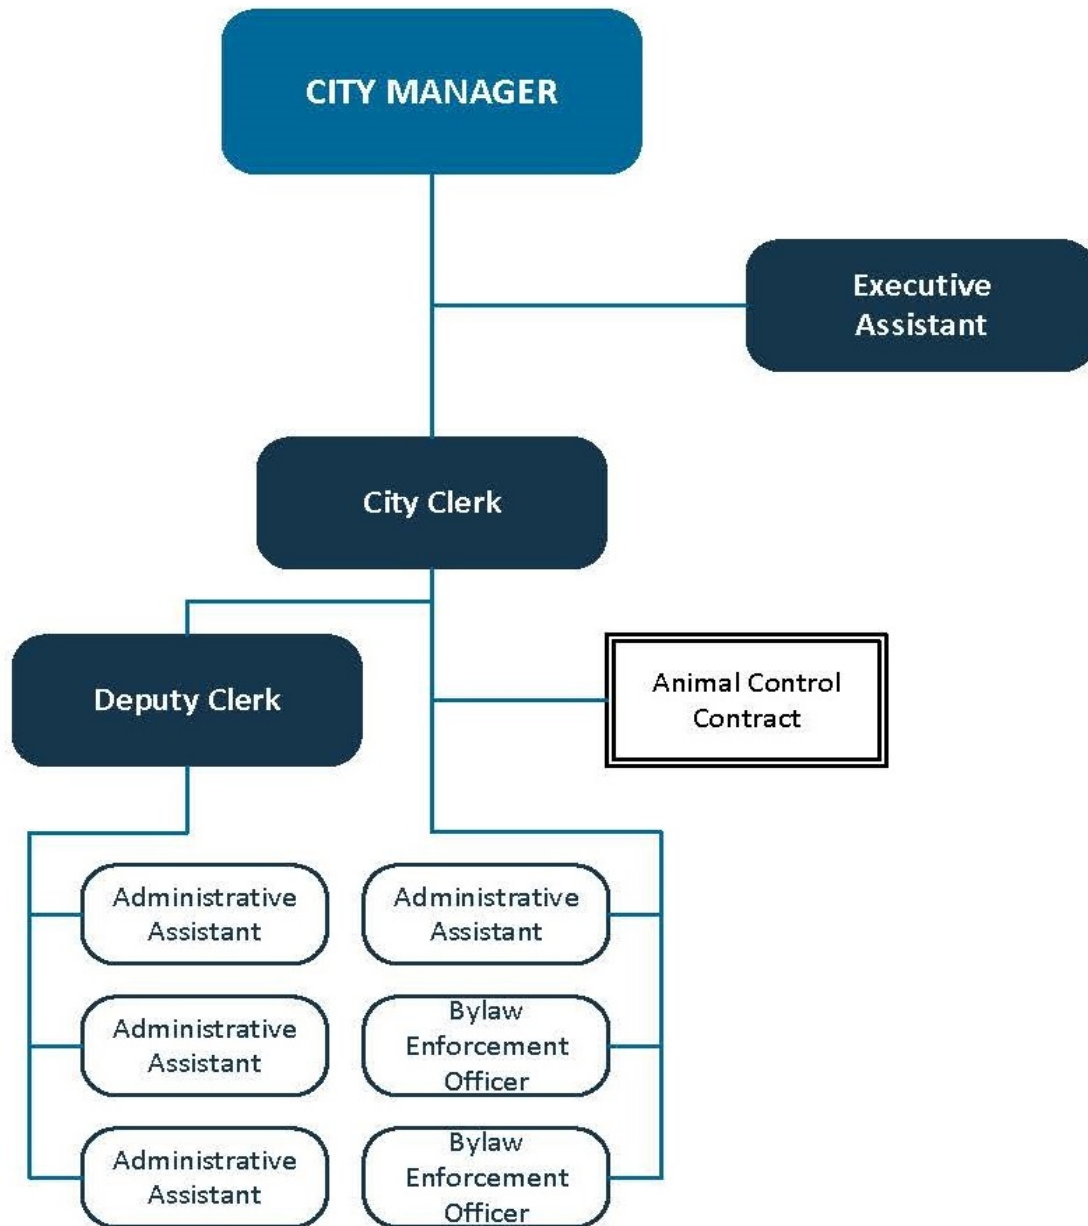 CITY MANAGER
Executive
Assistant
City Clerk
Deputy Clerk
Animal Control
Contract
Administrative
Assistant
Administrative
Assistant
Administrative
Assistant
Bylaw
Enforcement
Officer
Administrative
Assistant
Bylaw
Enforcement
Officer